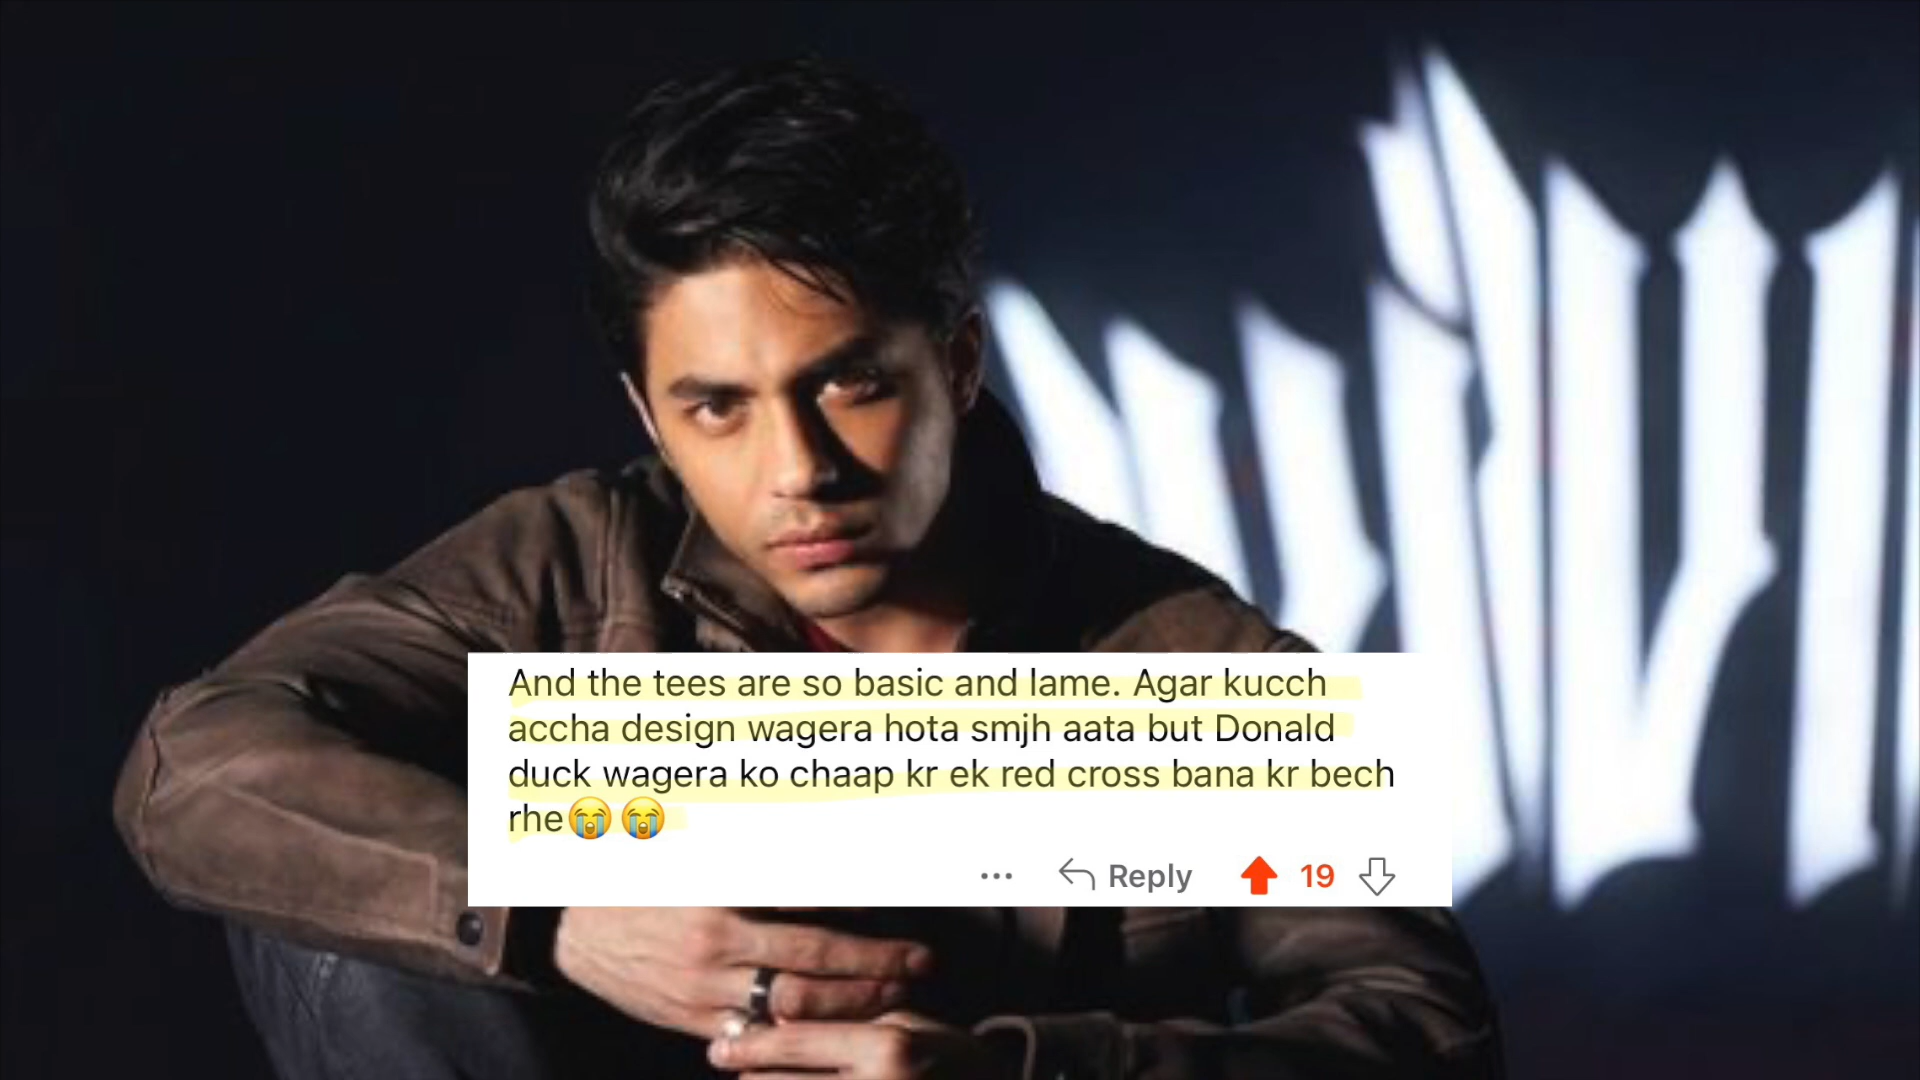 And the tees are so basic and lame. Agar kucch
accha design wagera hota smjh aata but Donald
duck wagera ko chaap kr ek red cross bana kr bech
rhe😭😭
... Reply 19